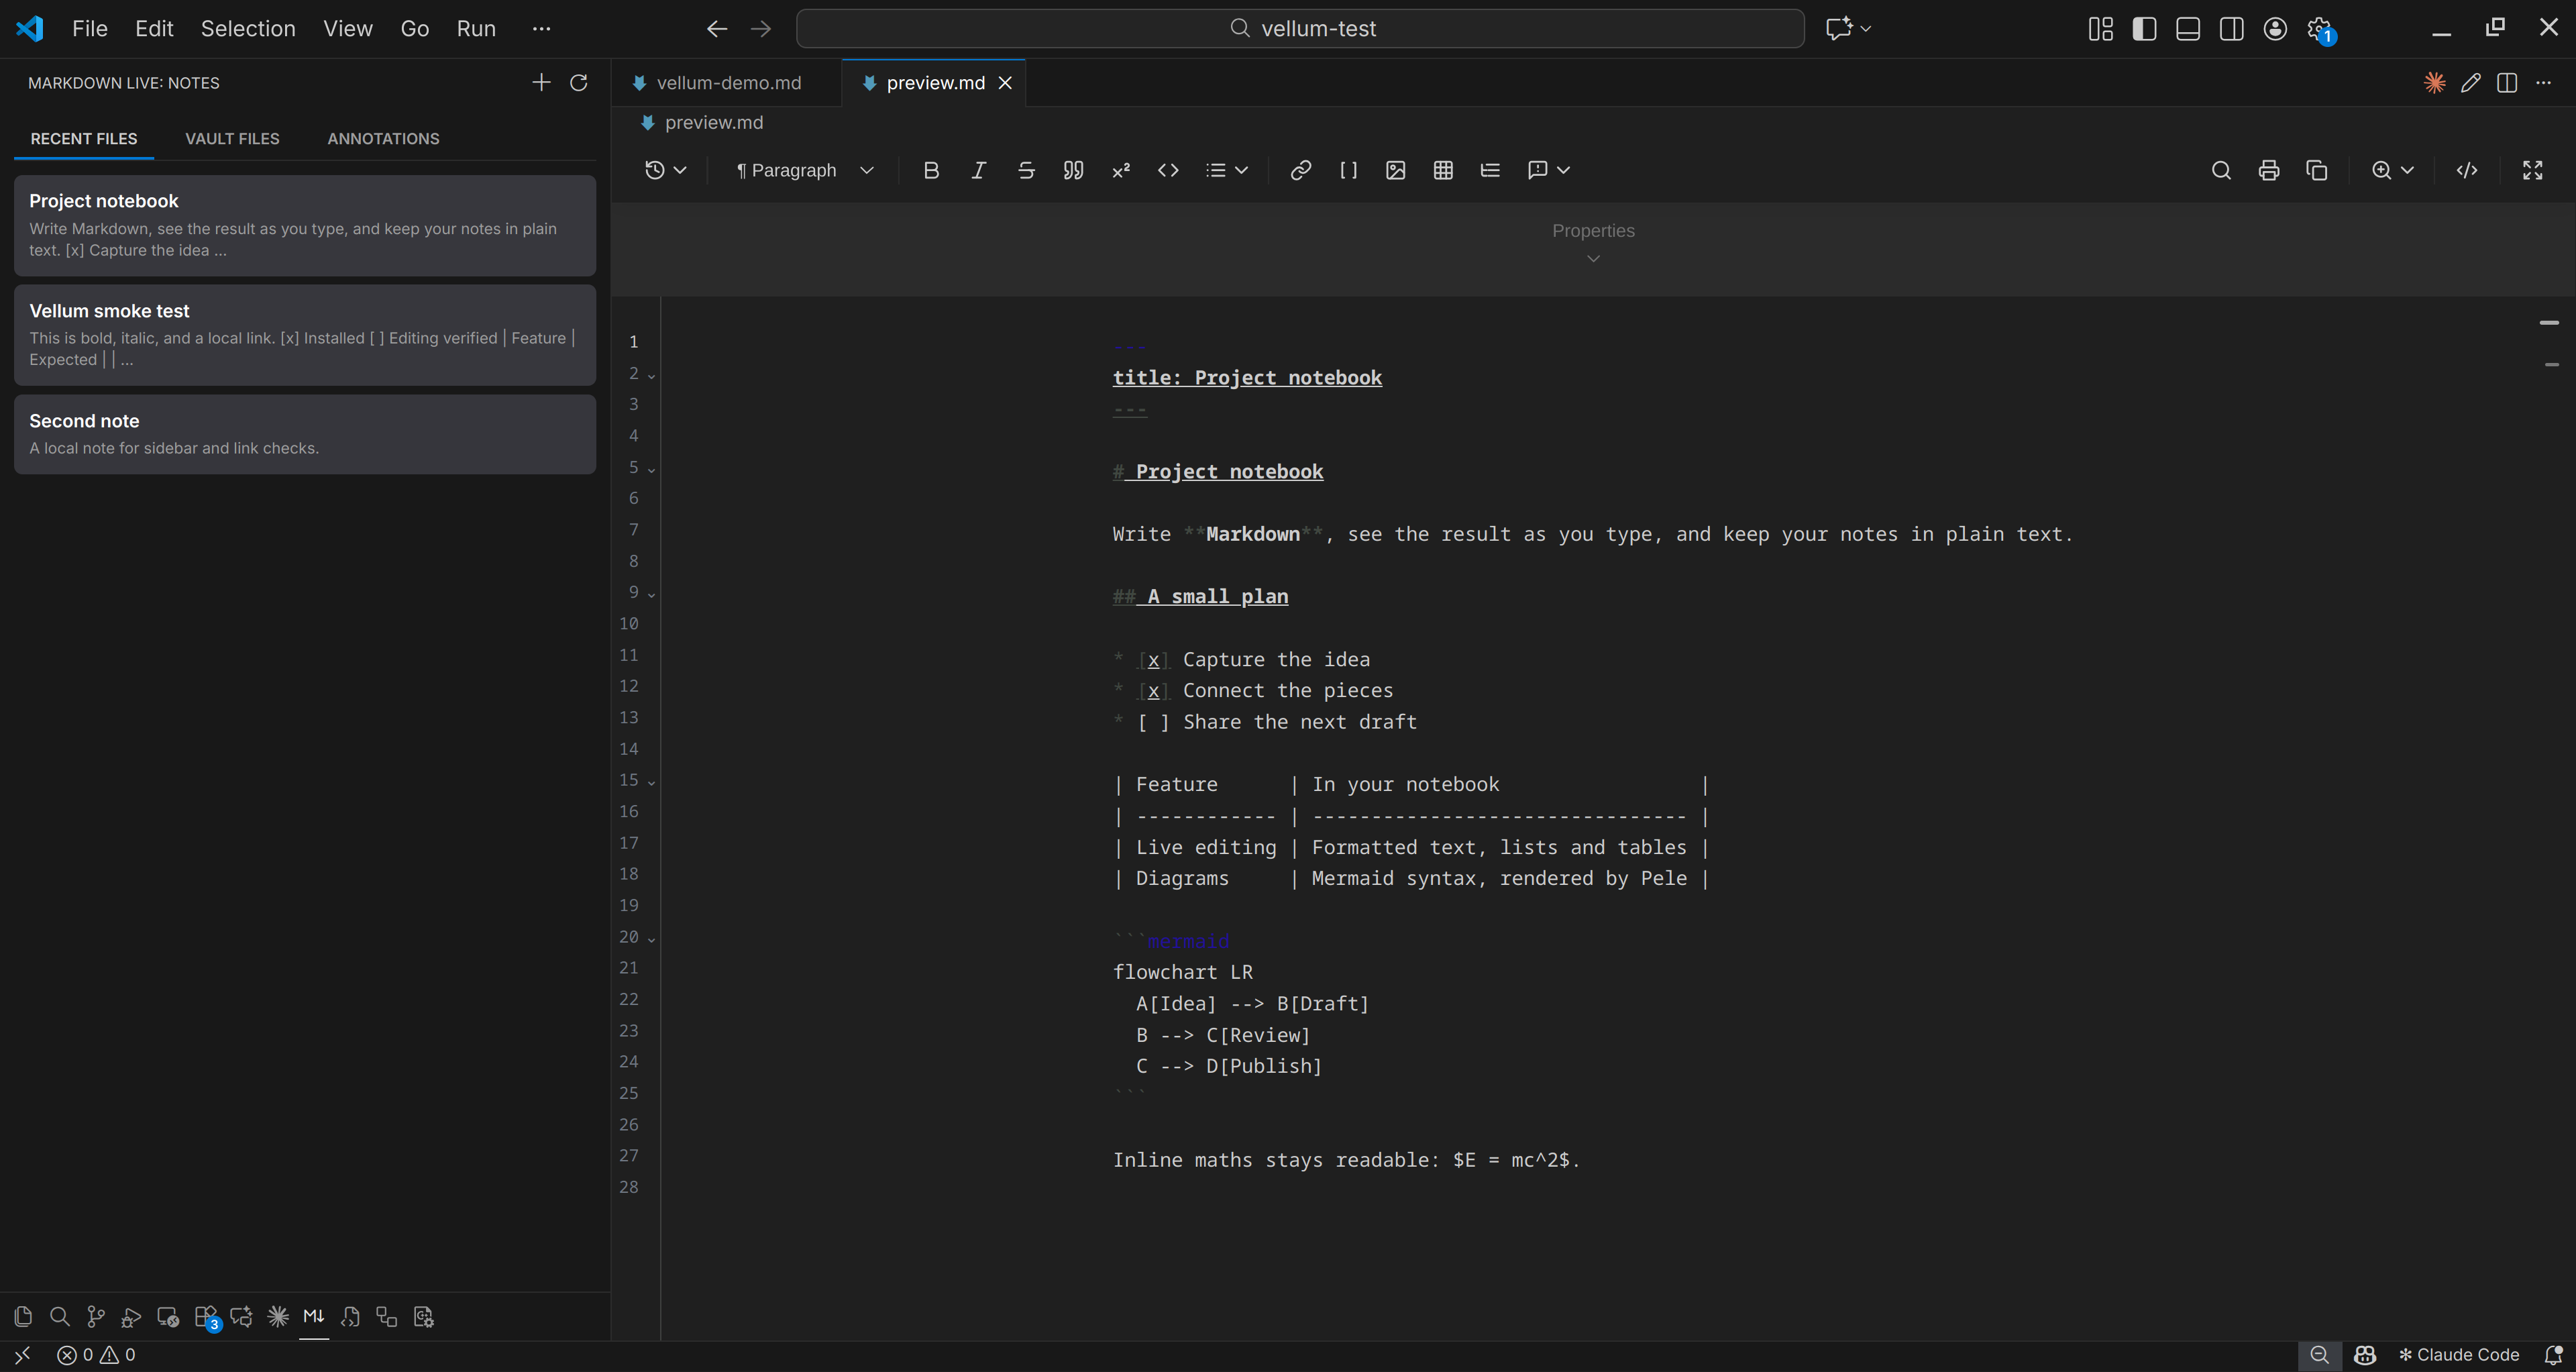 File Edit Selection View Go Run ...
vellum-test
1
MARKDOWN LIVE: NOTES
RECENT FILES VAULT FILES ANNOTATIONS
Project notebook
Write Markdown, see the result as you type, and keep your notes in plain
text. [x] Capture the idea ...
Vellum smoke test
This is bold, italic, and a local link. [x] Installed [ ] Editing verified | Feature |
Expected | | ...
Second note
A local note for sidebar and link checks.
vellum-demo.md preview.md
preview.md
¶ Paragraph
Properties
1 ---
2 title: Project notebook
3 ---
4
5 # Project notebook
6
7 Write **Markdown**, see the result as you type, and keep your notes in plain text.
8
9 ## A small plan
10
11 * [x] Capture the idea
12 * [x] Connect the pieces
13 * [ ] Share the next draft
14
15 | Feature      | In your notebook                 |
16 | ------------ | -------------------------------- |
17 | Live editing | Formatted text, lists and tables |
18 | Diagrams     | Mermaid syntax, rendered by Pele |
19
20 ```mermaid
21 flowchart LR
22   A[Idea] --> B[Draft]
23   B --> C[Review]
24   C --> D[Publish]
25 ```
26
27 Inline maths stays readable: $E = mc^2$.
28
3 M↓
0 0
Claude Code